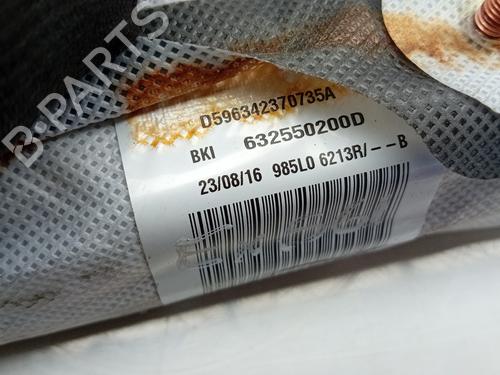 B-PARTS
D596342370735A
BKI 632550200D
23/08/16 985L0 6213R/--B